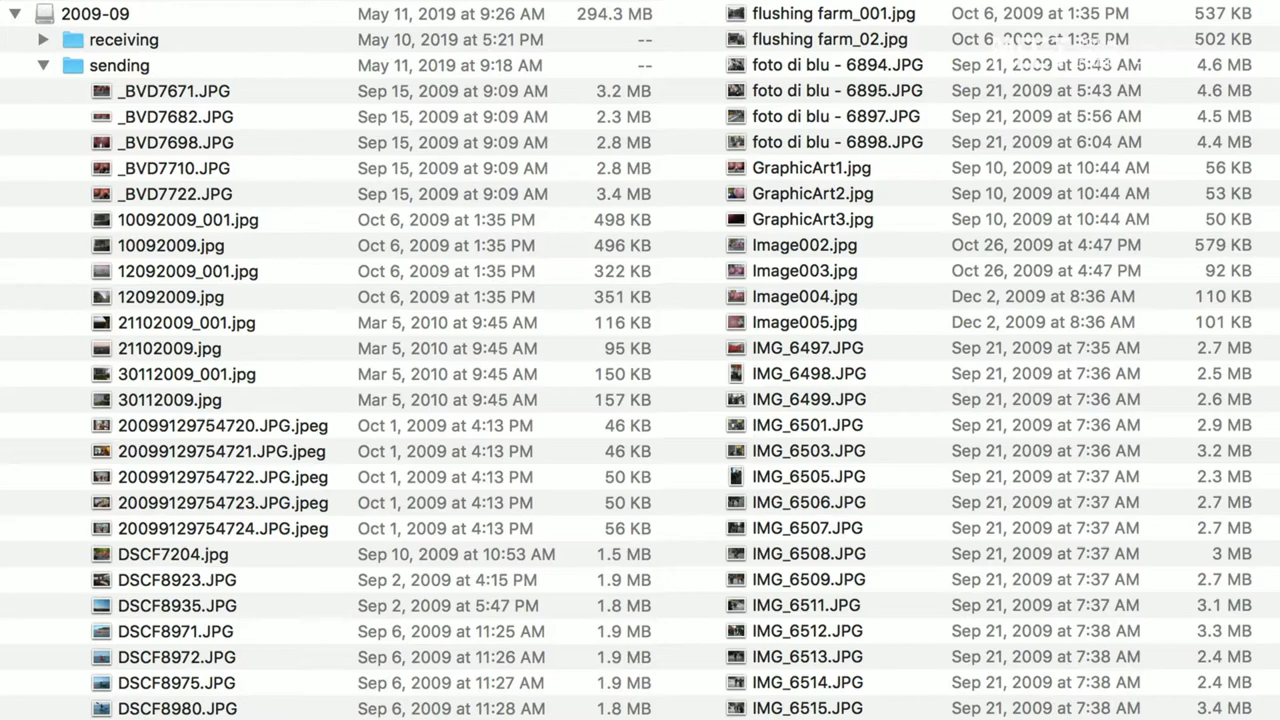 2009-09 May 11, 2019 at 9:26 AM 294.3 MB
receiving May 10, 2019 at 5:21 PM --
sending May 11, 2019 at 9:18 AM --
_BVD7671.JPG Sep 15, 2009 at 9:09 AM 3.2 MB
_BVD7682.JPG Sep 15, 2009 at 9:09 AM 2.3 MB
_BVD7698.JPG Sep 15, 2009 at 9:09 AM 2.8 MB
_BVD7710.JPG Sep 15, 2009 at 9:09 AM 2.8 MB
_BVD7722.JPG Sep 15, 2009 at 9:09 AM 3.4 MB
10092009_001.jpg Oct 6, 2009 at 1:35 PM 498 KB
10092009.jpg Oct 6, 2009 at 1:35 PM 496 KB
12092009_001.jpg Oct 6, 2009 at 1:35 PM 322 KB
12092009.jpg Oct 6, 2009 at 1:35 PM 351 KB
21102009_001.jpg Mar 5, 2010 at 9:45 AM KB
21102009.jpg Mar 5, 2010 at 9:45 AM 95 KB
30112009_001.jpg Mar 5, 2010 at 9:45 AM 150 KB
30112009.jpg Mar 5, 2010 at 9:45 AM 157 KB
20099129754720.JPG.jpeg Oct 1, 2009 at 4:13 PM 46 KB
20099129754721.JPG.jpeg Oct 1, 2009 at 4:13 PM 46 KB
20099129754722.JPG.jpeg Oct 1, 2009 at 4:13 PM 50 KB
20099129754723.JPG.jpeg Oct 1, 2009 at 4:13 PM 50 KB
20099129754724.JPG.jpeg Oct 1, 2009 at 4:13 PM 56 KB
DSCF7204.jpg Sep 10, 2009 at 10:53 AM 1.5 MB
DSCF8923.JPG Sep 2, 2009 at 4:15 PM 1.9 MB
DSCF8935.JPG Sep 2, 2009 at 5:47 PM 1.8 MB
DSCF8971.JPG Sep 6, 2009 at 11:25 MB
DSCF8972.JPG Sep 6, 2009 at 11:26 1.9 MB
DSCF8975.JPG Sep 6, 2009 at 11:27 MB
DSCF8980.JPG Sep 6, 2009 at 11:28 AM 1.8 MB
flushing farm_001.jpg Oct 6, 2009 at 1:35 PM 537 KB
flushing farm_02.jpg Oct 6, 2009 at 1:35 PM 502 KB
foto di blu - 6894.JPG Sep 21, 2009 at 5:43 AM 4.6 MB
foto di blu - 6895.JPG Sep 21, 2009 at 5:43 AM 4.6 MB
foto di blu - 6897.JPG Sep 21, 2009 at 5:56 AM 4.5 MB
foto di blu - 6898.JPG Sep 21, 2009 at 6:04 AM 4.4 MB
GraphicArt1.jpg Sep 10, 2009 at 10:44 AM 56 KB
GraphicArt2.jpg Sep 10, 2009 at 10:44 AM 53 KB
GraphicArt3.jpg Sep 10, 2009 at 10:44 AM 50 KB
Image002.jpg Oct 26, 2009 at 4:47 PM 579 KB
Image003.jpg Oct 26, 2009 at 4:47 PM 92 KB
Image004.jpg Dec 2, 2009 at 8:36 AM 110 KB
Image005.jpg Dec 2, 2009 at 8:36 AM 101 KB
IMG_6497.JPG Sep 21, 2009 at 7:35 AM 2.7 MB
IMG_6498.JPG Sep 21, 2009 at 7:36 AM 2.5 MB
IMG_6499.JPG Sep 21, 2009 at 7:36 AM 2.6 MB
IMG_6501.JPG Sep 21, 2009 at 7:36 AM 2.9 MB
IMG_6503.JPG Sep 21, 2009 at 7:36 AM 3.2 MB
IMG_6505.JPG Sep 21, 2009 at 7:37 AM 2.3 MB
IMG_6506.JPG Sep 21, 2009 at 7:37 AM 2.7 MB
IMG_6507.JPG Sep 21, 2009 at 7:37 AM 2.7 MB
IMG_6508.JPG Sep 21, 2009 at 7:37 AM 3 MB
IMG_6509.JPG Sep 21, 2009 at 7:37 AM 2.7 MB
IMG_6511.JPG Sep 21, 2009 at 7:37 AM 3.1 MB
IMG_6512.JPG Sep 21, 2009 at 7:38 AM 3.2 MB
IMG_6513.JPG Sep 21, 2009 at 7:38 AM 2.4 MB
IMG_6514.JPG Sep 21, 2009 at 7:38 AM 2.4 MB
IMG_6515.JPG Sep 21, 2009 at 7:38 AM 3.4 MB